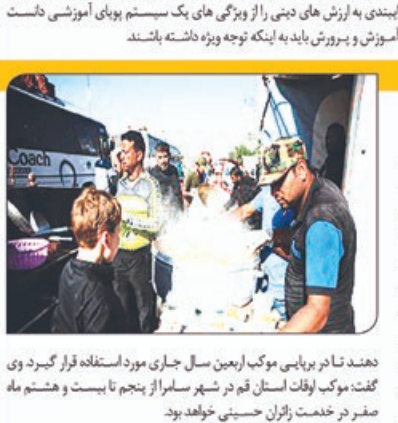 ایبندی به ارزش های دینی را از ویژگی های یک سیستم پویای آموزشی دانست
آموزش و پرورش باید به اینکه توجه ویژه داشته باشند.
Coach
دهند تا در برپایی موکب اربعین سال جاری مورد استفاده قرار گیرد. وی
گفت: موکب اوقات استان قم در شهر سامرا از پنجم تا بیست و هشتم ماه
صفر در خدمت زائران حسینی خواهد بود.